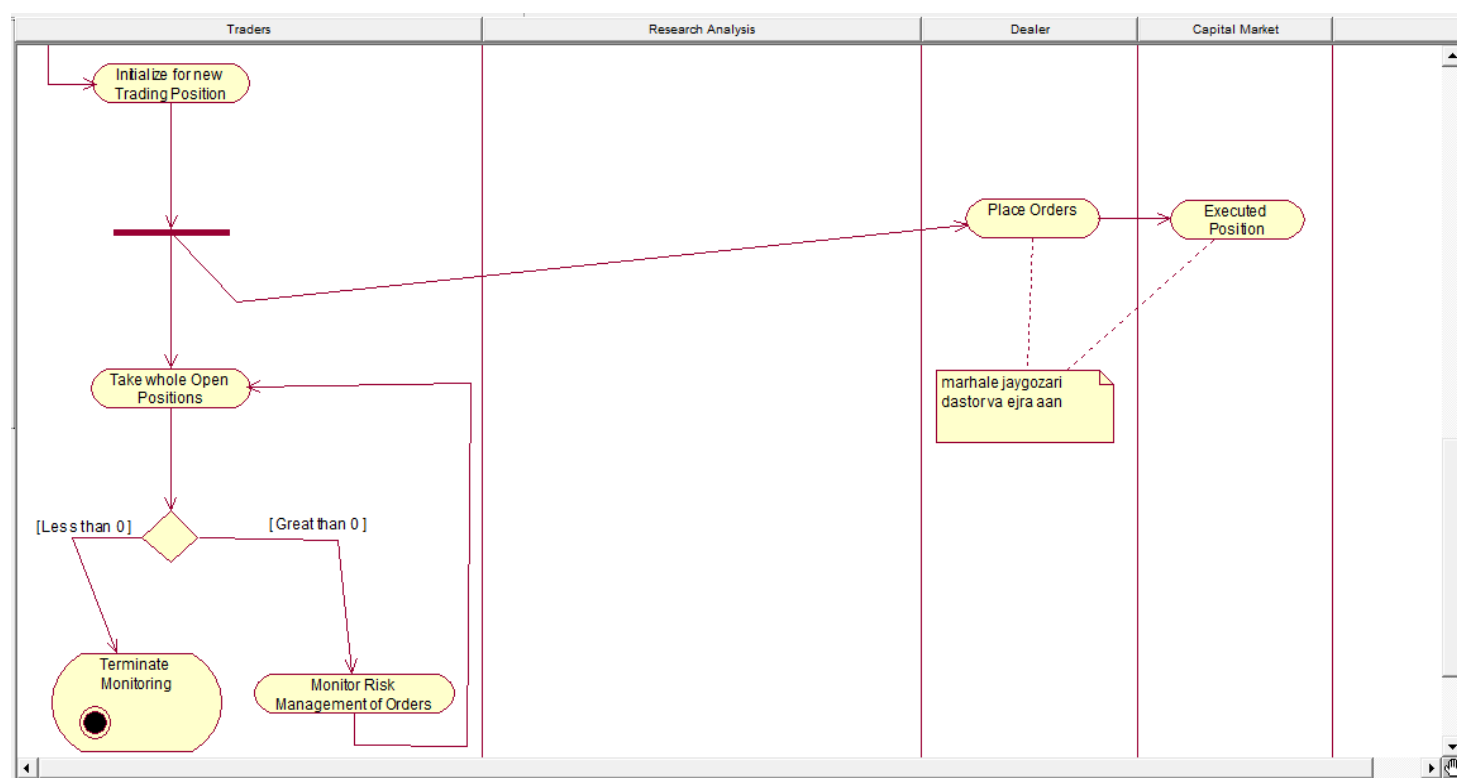 Traders
Research Analysis
Dealer
Capital Market
Initialize for new
Trading Position
Place Orders
Executed
Position
Take whole Open
Positions
marhale jaygozari
dastor va ejra aan
[Less than 0]
[Great than 0 ]
Terminate
Monitoring
Monitor Risk
Management of Orders